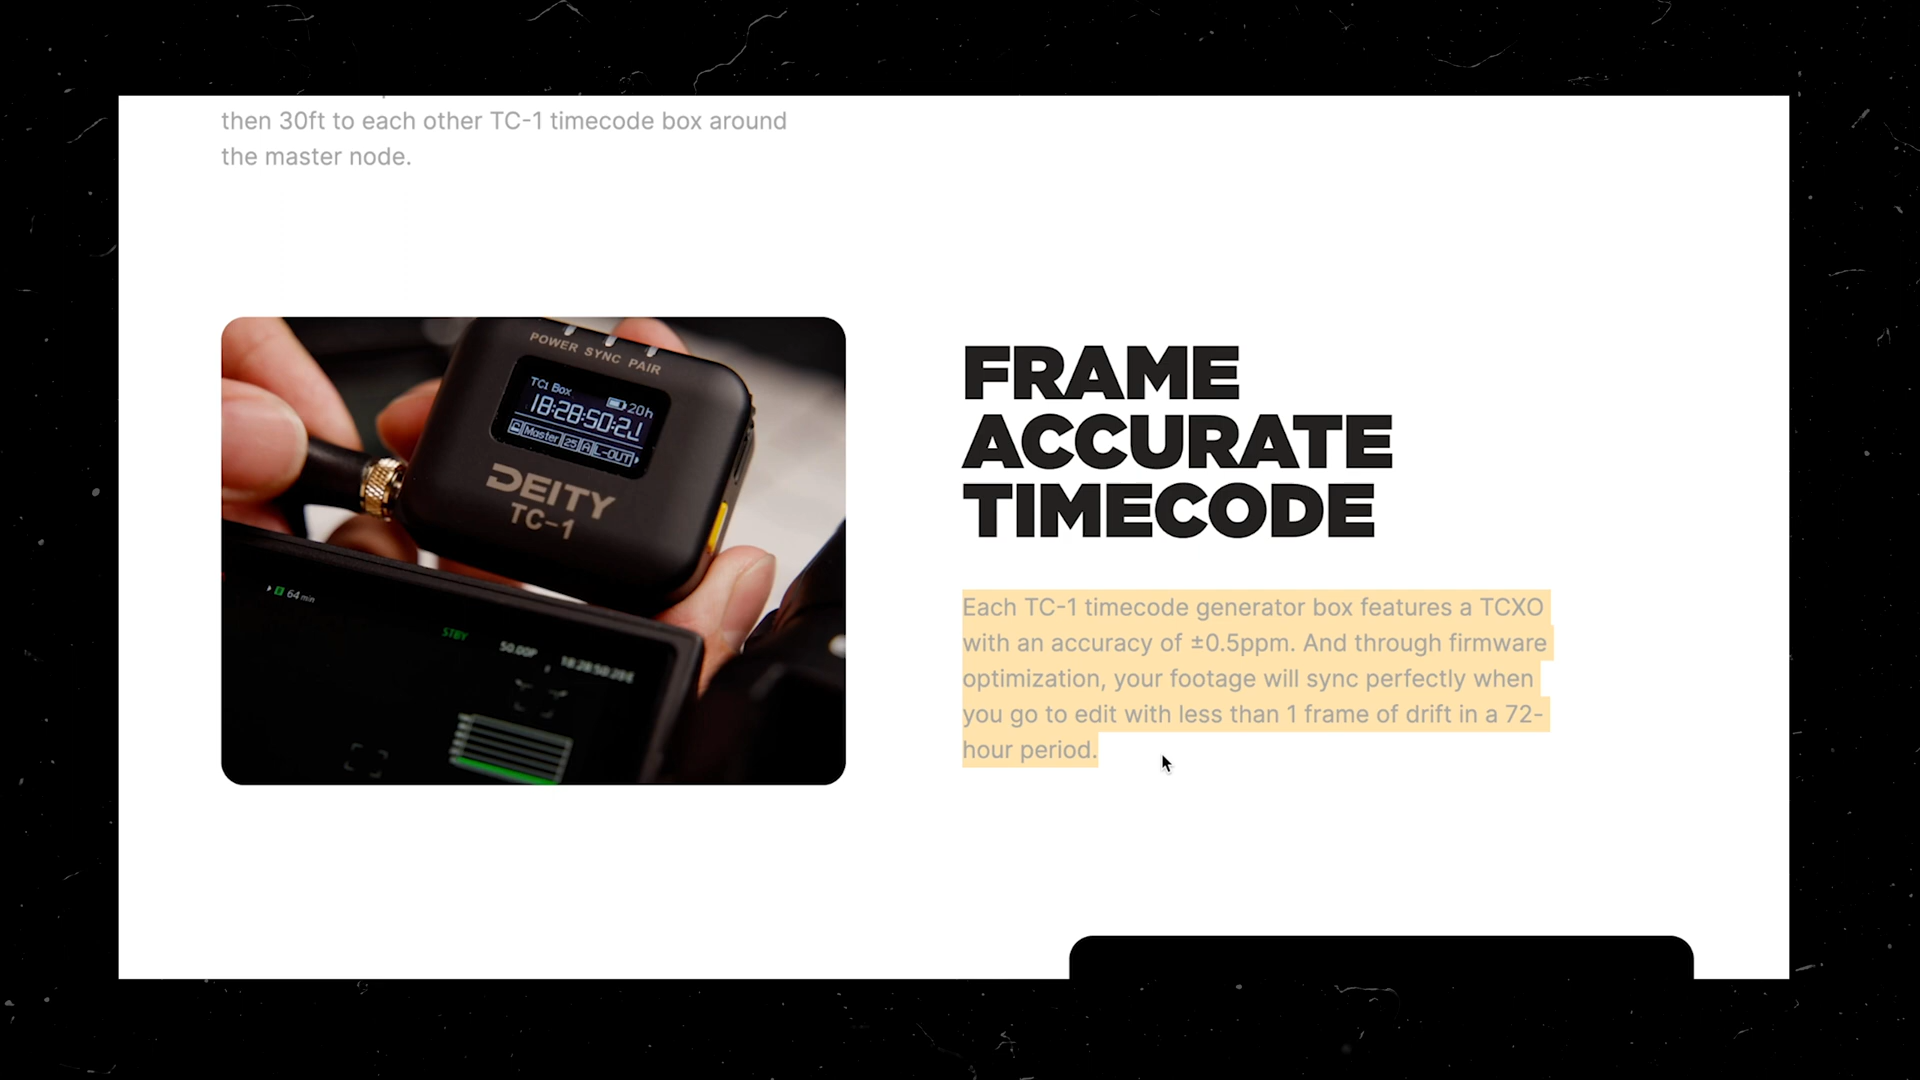 then 30ft to each other TC-1 timecode box around
the master node.
POWER SYNC PAIR
TC1 Box
20h
18:28:50:21
Master 25 A L-OUT
DEITY
TC-1
64 min
STBY
50.00P
FRAME
ACCURATE
TIMECODE
Each TC-1 timecode generator box features a TCXO
with an accuracy of ±0.5ppm. And through firmware
optimization, your footage will sync perfectly when
you go to edit with less than 1 frame of drift in a 72-
hour period.